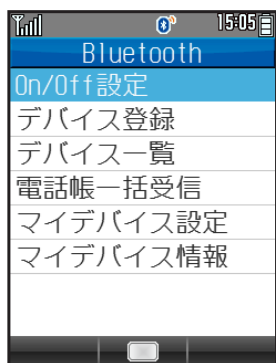 15:05
Bluetooth
On/Off設定
デバイス登録
デバイス一覧
電話帳一括受信
マイデバイス設定
マイデバイス情報